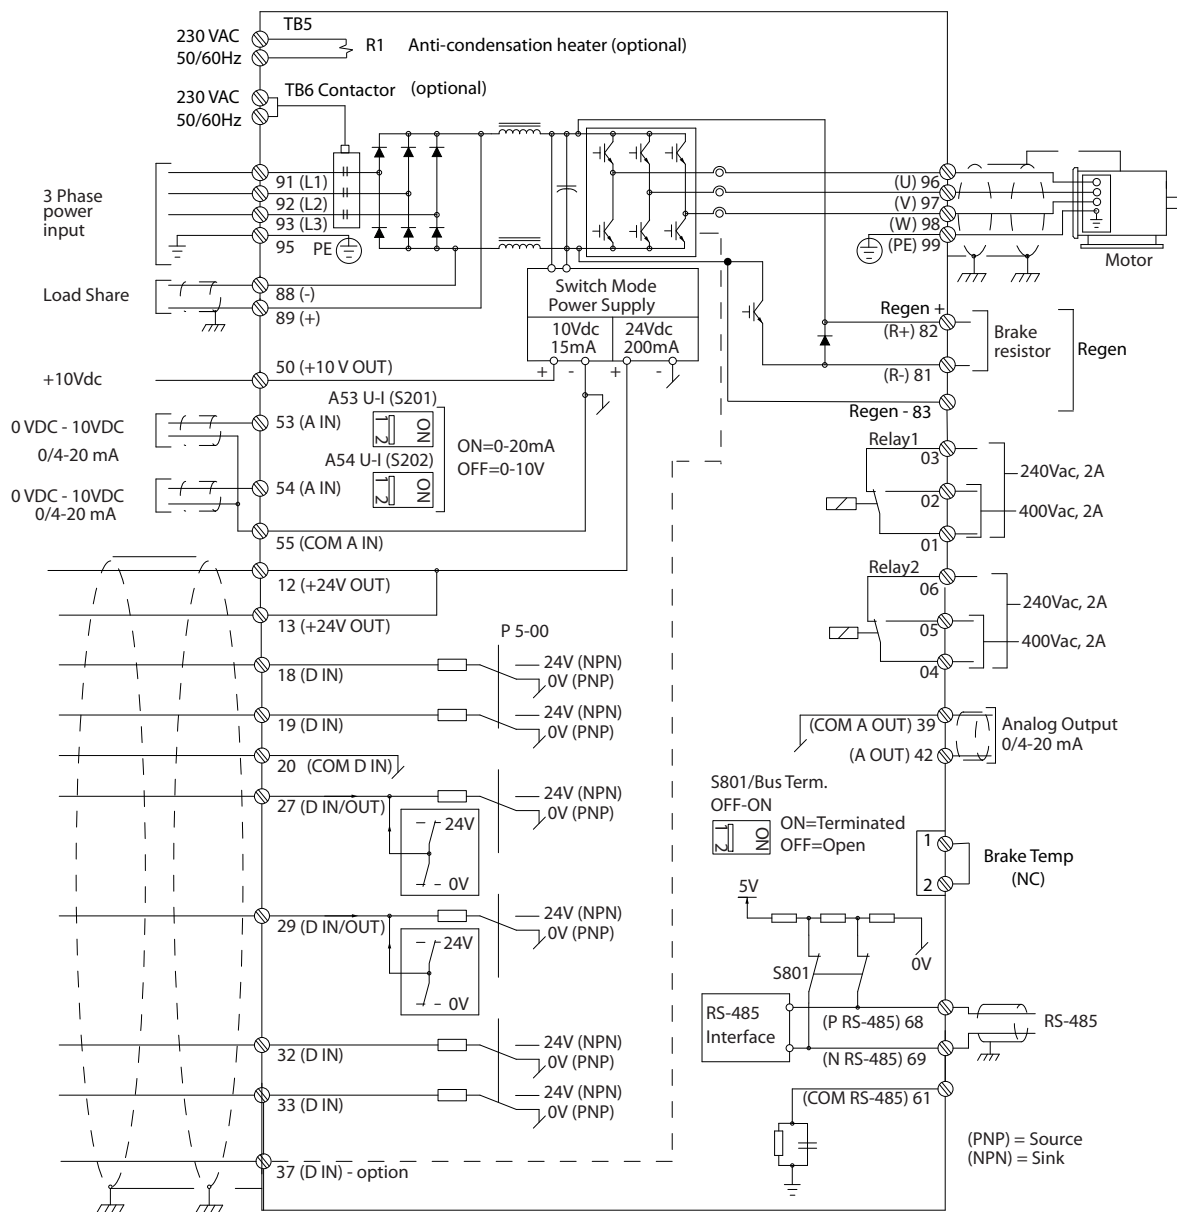 TB5
230 VAC
50/60Hz
R1
Anti-condensation heater (optional)
TB6 Contactor
(optional)
230 VAC
50/60Hz
3 Phase
power
input
91 (L1)
92 (L2)
93 (L3)
95
PE
(U) 96
(V) 97
(W) 98
(PE) 99
Motor
Load Share
88 (-)
89 (+)
Switch Mode
Power Supply
10Vdc
15mA
24Vdc
200mA
+ - + -
Regen +
(R+) 82
Brake
resistor
(R-) 81
Regen
Regen - 83
+10Vdc
50 (+10 V OUT)
A53 U-I (S201)
1 2
ON
0 VDC - 10VDC
0/4-20 mA
53 (A IN)
ON=0-20mA
OFF=0-10V
A54 U-I (S202)
1 2
ON
0 VDC - 10VDC
0/4-20 mA
54 (A IN)
55 (COM A IN)
12 (+24V OUT)
13 (+24V OUT)
Relay1
03
240Vac, 2A
02
400Vac, 2A
01
Relay2
06
240Vac, 2A
05
400Vac, 2A
04
P 5-00
18 (D IN)
24V (NPN)
0V (PNP)
19 (D IN)
24V (NPN)
0V (PNP)
20 (COM D IN)
27 (D IN/OUT)
24V (NPN)
0V (PNP)
24V
0V
29 (D IN/OUT)
24V (NPN)
0V (PNP)
24V
0V
32 (D IN)
24V (NPN)
0V (PNP)
33 (D IN)
24V (NPN)
0V (PNP)
37 (D IN) - option
(COM A OUT) 39
Analog Output
0/4-20 mA
(A OUT) 42
S801/Bus Term.
OFF-ON
1 2
ON
ON=Terminated
OFF=Open
1
2
Brake Temp
(NC)
5V
0V
S801
RS-485
Interface
(P RS-485) 68
RS-485
(N RS-485) 69
(COM RS-485) 61
(PNP) = Source
(NPN) = Sink